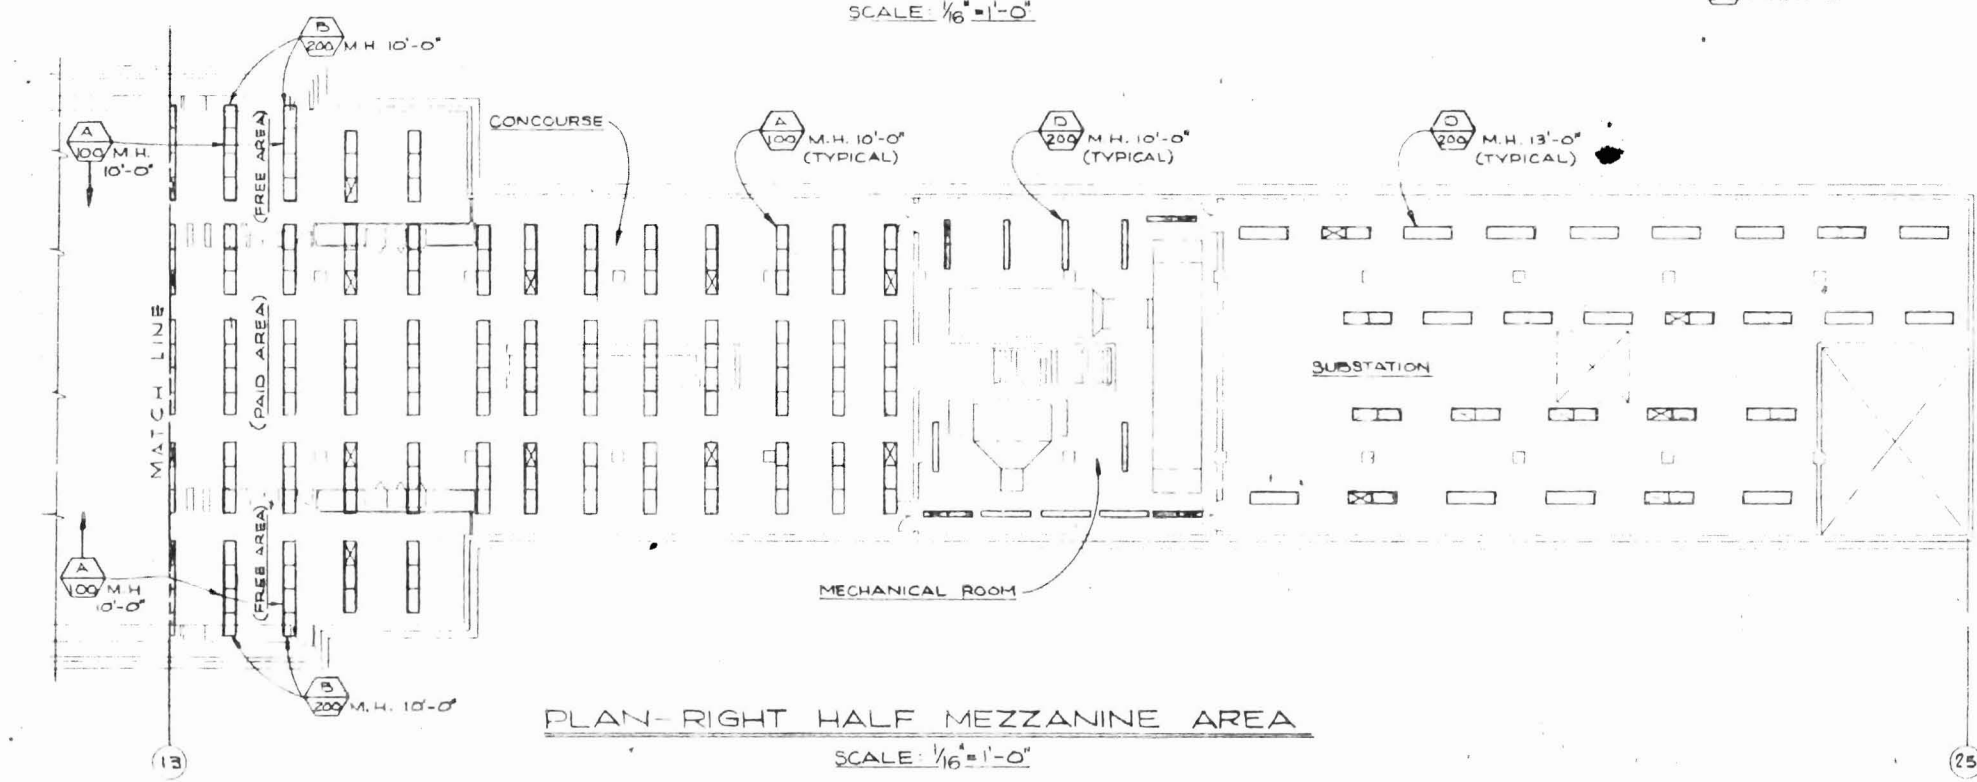 SCALE: 1/16"=1'-0"
B
200 M.H. 10'-0"
A
100 M.H.
10'-0"
(FREE AREA)
CONCOURSE
A
100 M.H. 10'-0"
(TYPICAL)
D
200 M.H. 10'-0"
(TYPICAL)
D
200 M.H. 13'-0"
(TYPICAL)
MATCH LINE
(PAID AREA)
SUBSTATION
(FREE AREA)
A
100 M.H
10'-0"
MECHANICAL ROOM
B
200 M.H. 10'-0"
PLAN-RIGHT HALF MEZZANINE AREA
SCALE: 1/16"=1'-0"
13
25